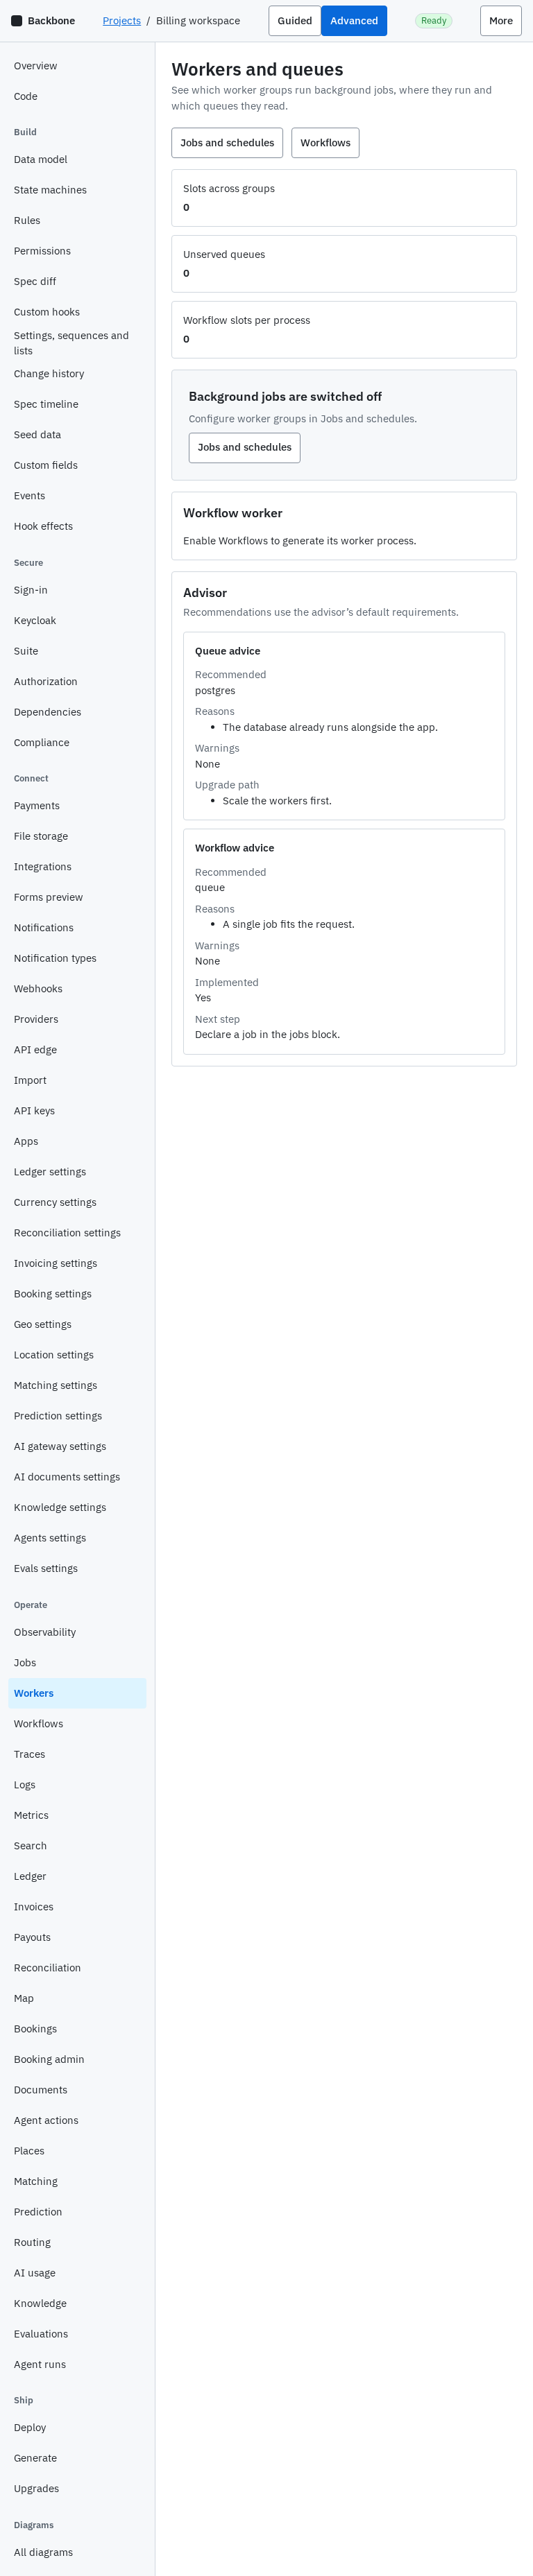 Backbone
Projects / Billing workspace
Guided
Advanced
Ready
More
Overview
Code
Build
Data model
State machines
Rules
Permissions
Spec diff
Custom hooks
Settings, sequences and
lists
Change history
Spec timeline
Seed data
Custom fields
Events
Hook effects
Secure
Sign-in
Keycloak
Suite
Authorization
Dependencies
Compliance
Connect
Payments
File storage
Integrations
Forms preview
Notifications
Notification types
Webhooks
Providers
API edge
Import
API keys
Apps
Ledger settings
Currency settings
Reconciliation settings
Invoicing settings
Booking settings
Geo settings
Location settings
Matching settings
Prediction settings
AI gateway settings
AI documents settings
Knowledge settings
Agents settings
Evals settings
Operate
Observability
Jobs
Workers
Workflows
Traces
Logs
Metrics
Search
Ledger
Invoices
Payouts
Reconciliation
Map
Bookings
Booking admin
Documents
Agent actions
Places
Matching
Prediction
Routing
AI usage
Knowledge
Evaluations
Agent runs
Ship
Deploy
Generate
Upgrades
Diagrams
All diagrams
Workers and queues
See which worker groups run background jobs, where they run and
which queues they read.
Jobs and schedules
Workflows
Slots across groups
0
Unserved queues
0
Workflow slots per process
0
Background jobs are switched off
Configure worker groups in Jobs and schedules.
Jobs and schedules
Workflow worker
Enable Workflows to generate its worker process.
Advisor
Recommendations use the advisor’s default requirements.
Queue advice
Recommended
postgres
Reasons
• The database already runs alongside the app.
Warnings
None
Upgrade path
• Scale the workers first.
Workflow advice
Recommended
queue
Reasons
• A single job fits the request.
Warnings
None
Implemented
Yes
Next step
Declare a job in the jobs block.